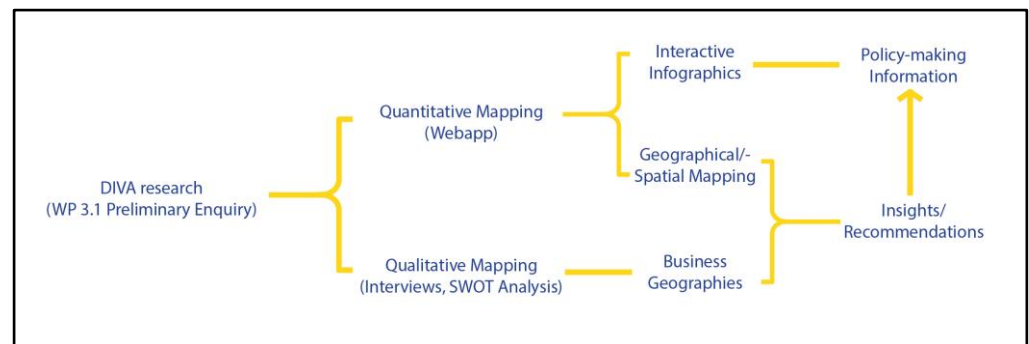 DIVA research
(WP 3.1 Preliminary Enquiry)
Quantitative Mapping
(Webapp)
Qualitative Mapping
(Interviews, SWOT Analysis)
Interactive
Infographics
Geographical/-
Spatial Mapping
Business
Geographies
Policy-making
Information
Insights/
Recommendations